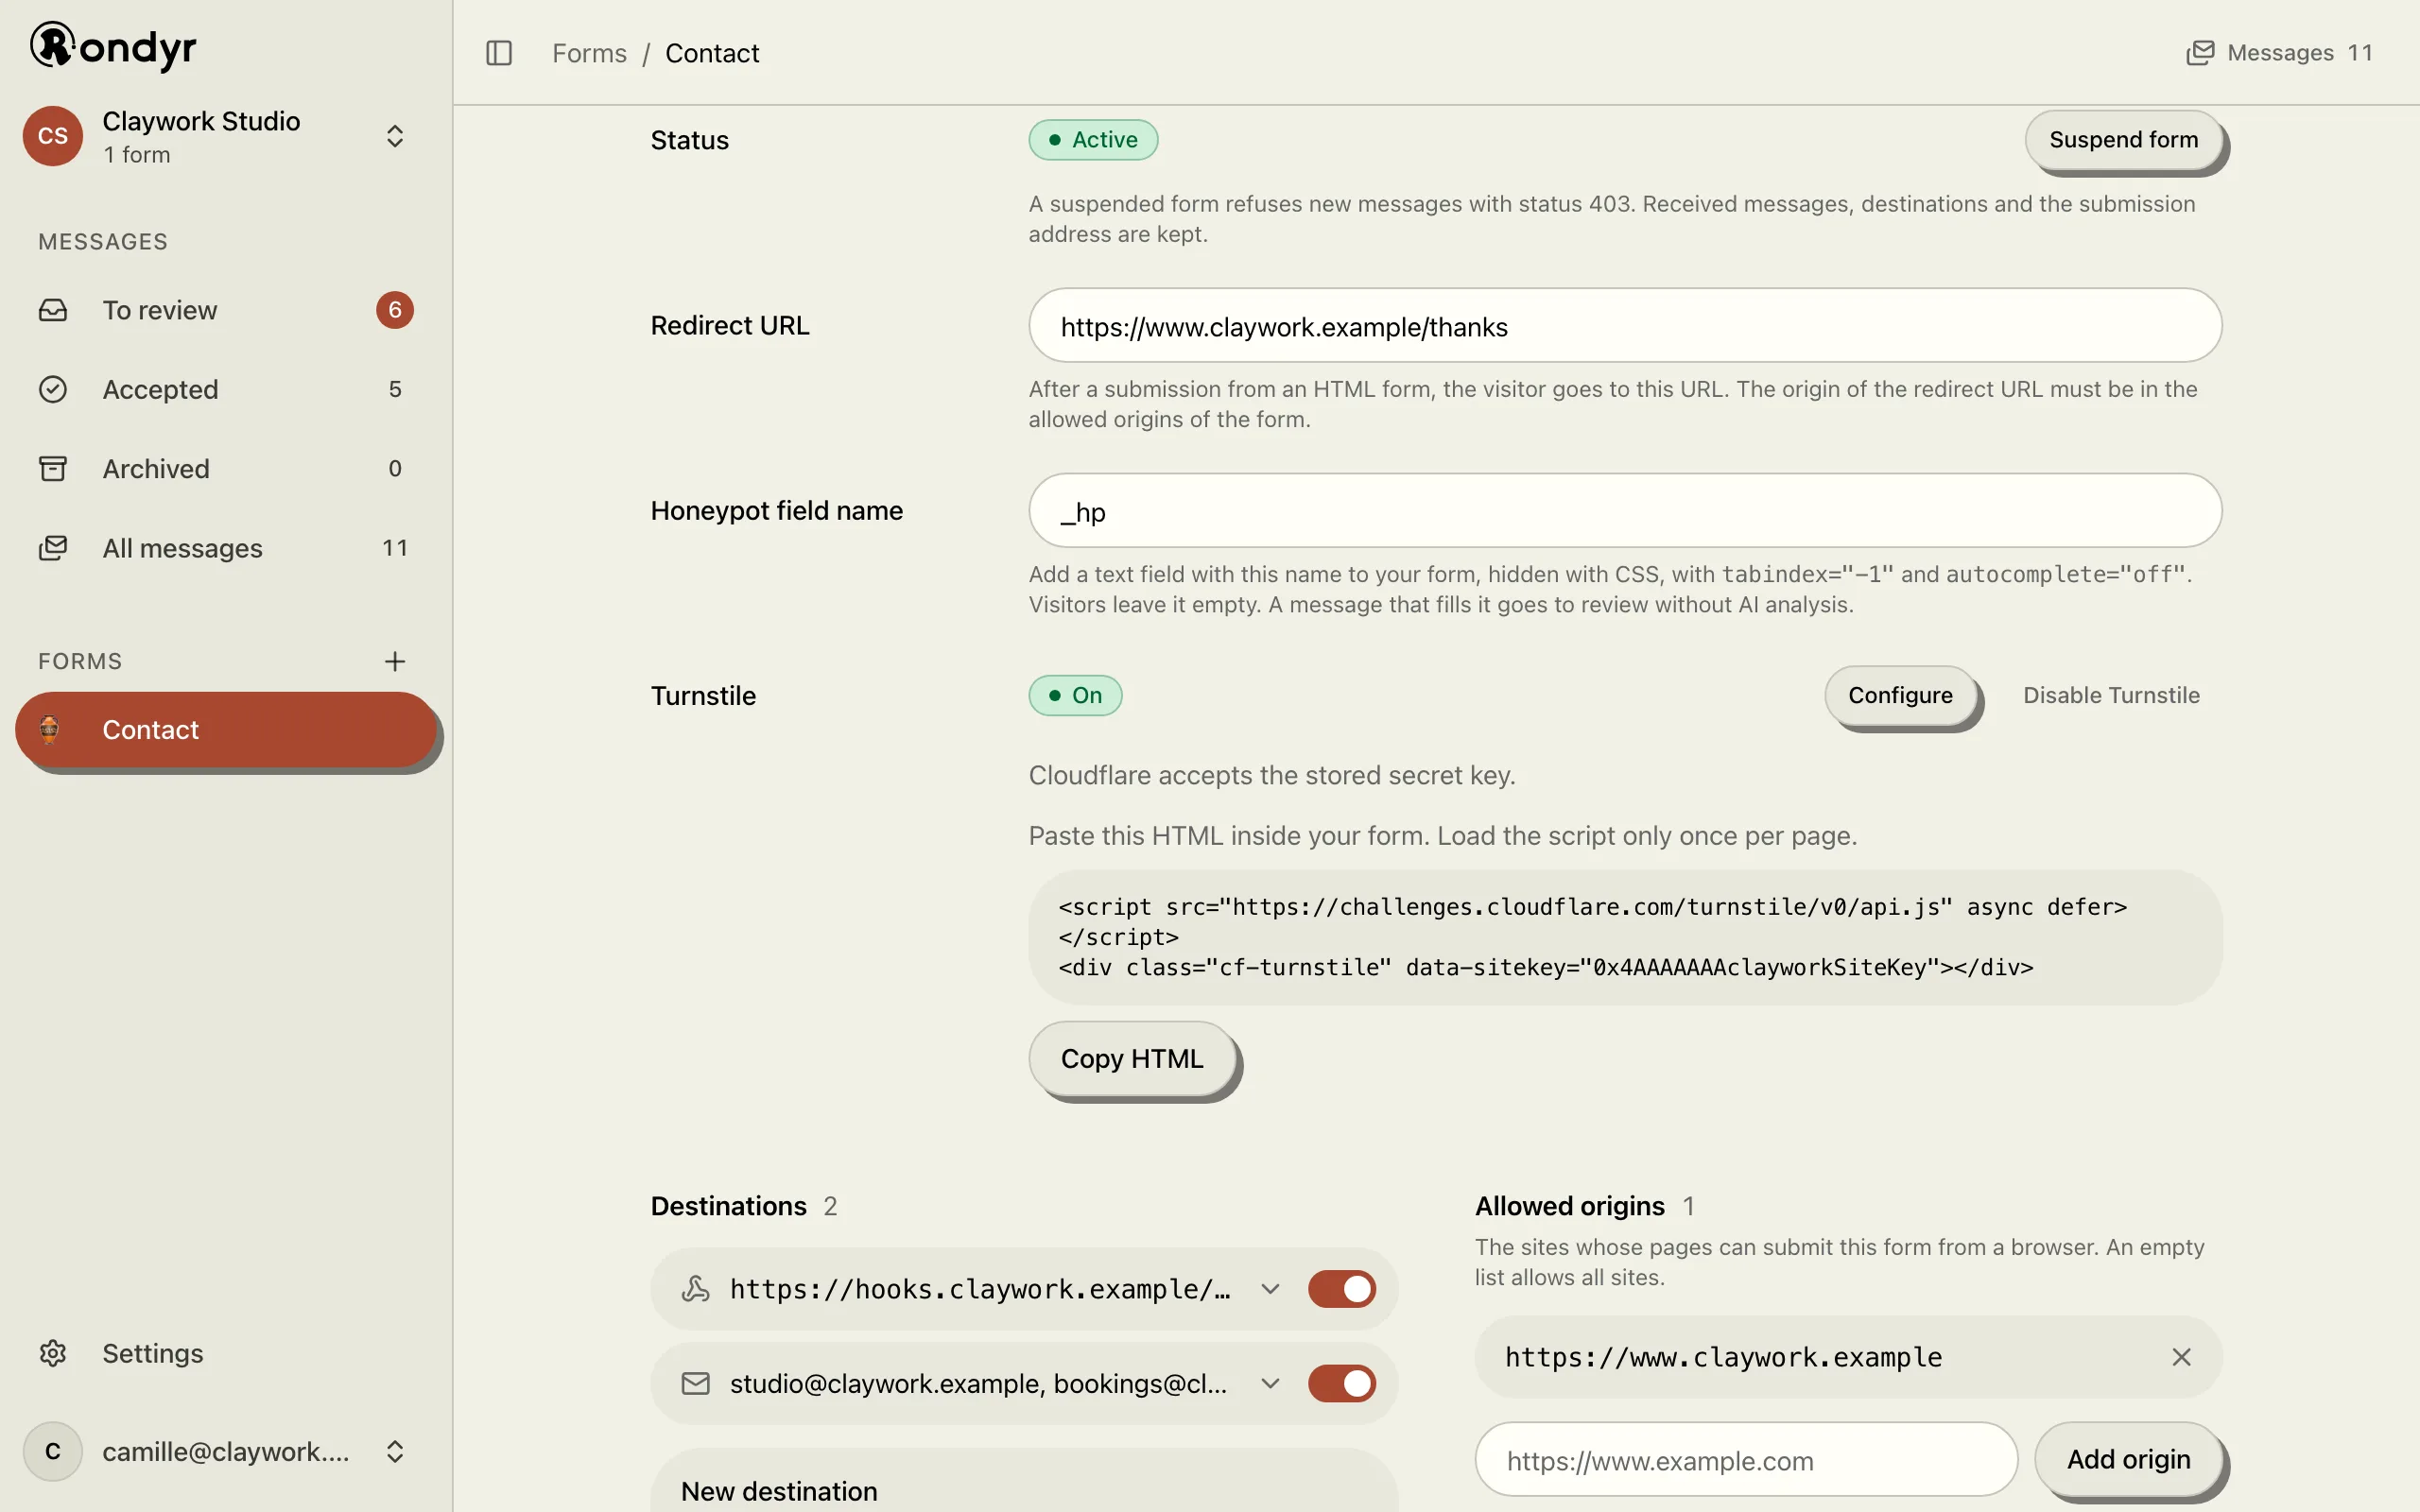 Rondyr
CS
Claywork Studio
1 form
MESSAGES
To review 6
Accepted 5
Archived 0
All messages 11
FORMS
Contact
Settings
C
camille@claywork....
Forms / Contact
Messages 11
Status
Active
Suspend form
A suspended form refuses new messages with status 403. Received messages, destinations and the submission
address are kept.
Redirect URL
https://www.claywork.example/thanks
After a submission from an HTML form, the visitor goes to this URL. The origin of the redirect URL must be in the
allowed origins of the form.
Honeypot field name
_hp
Add a text field with this name to your form, hidden with CSS, with tabindex="-1" and autocomplete="off".
Visitors leave it empty. A message that fills it goes to review without AI analysis.
Turnstile
On
Configure
Disable Turnstile
Cloudflare accepts the stored secret key.
Paste this HTML inside your form. Load the script only once per page.
<script src="https://challenges.cloudflare.com/turnstile/v0/api.js" async defer>
</script>
<div class="cf-turnstile" data-sitekey="0x4AAAAAAAclayworkSiteKey"></div>
Copy HTML
Destinations 2
https://hooks.claywork.example/…
studio@claywork.example, bookings@cl...
New destination
Allowed origins 1
The sites whose pages can submit this form from a browser. An empty
list allows all sites.
https://www.claywork.example
https://www.example.com
Add origin